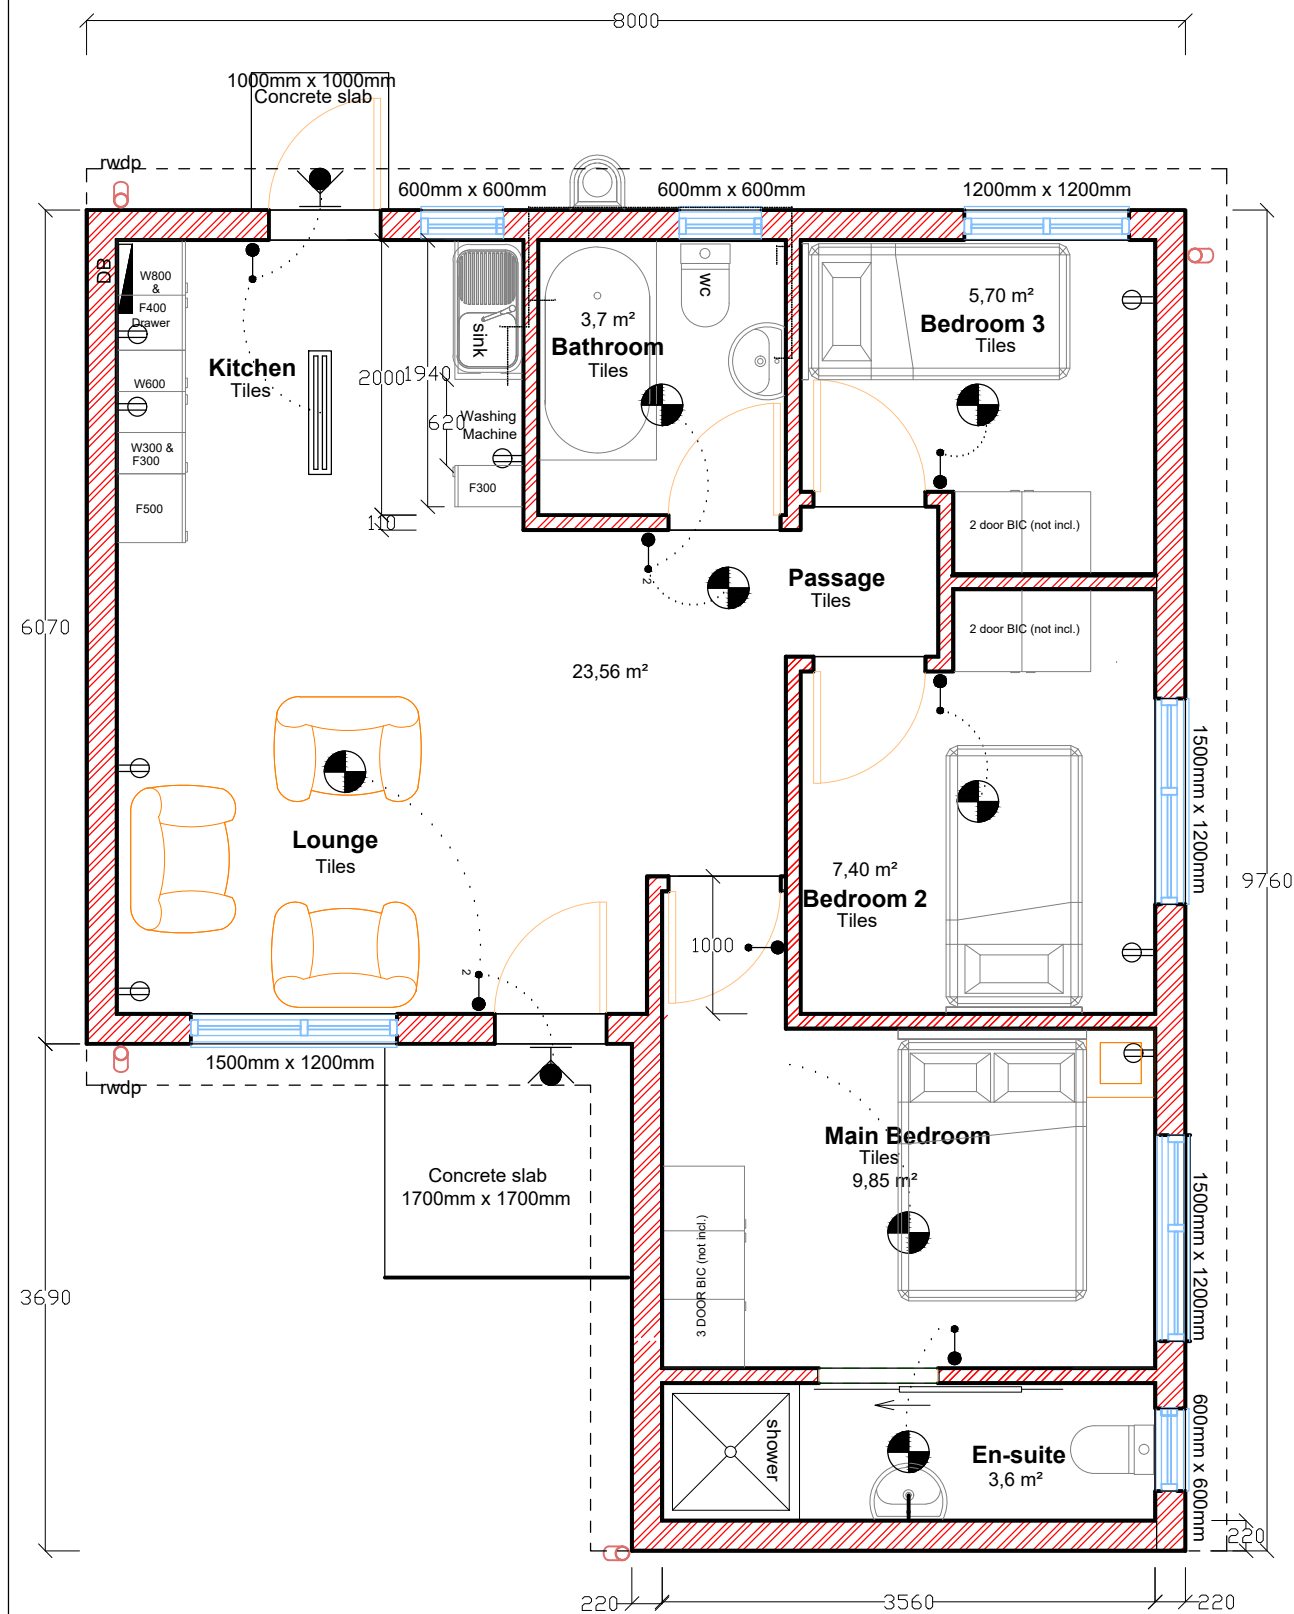 8000
1000mm x 1000mm
Concrete slab
rwdp
600mm x 600mm
600mm x 600mm
1200mm x 1200mm
DB
W800
&
F400
Drawer
W600
W300 &
F300
F500
Kitchen
Tiles
2000
1940
620
110
sink
Washing
Machine
F300
3,7 m²
Bathroom
Tiles
WC
5,70 m²
Bedroom 3
Tiles
2 door BIC (not incl.)
2
Passage
Tiles
2 door BIC (not incl.)
6070
23,56 m²
Lounge
Tiles
7,40 m²
Bedroom 2
Tiles
1500mm x 1200mm
9760
1000
2
1500mm x 1200mm
rwdp
Main Bedroom
Tiles
9,85 m²
Concrete slab
1700mm x 1700mm
3 DOOR BIC (not incl.)
1500mm x 1200mm
3690
shower
En-suite
3,6 m²
600mm x 600mm
220
220
3560
220